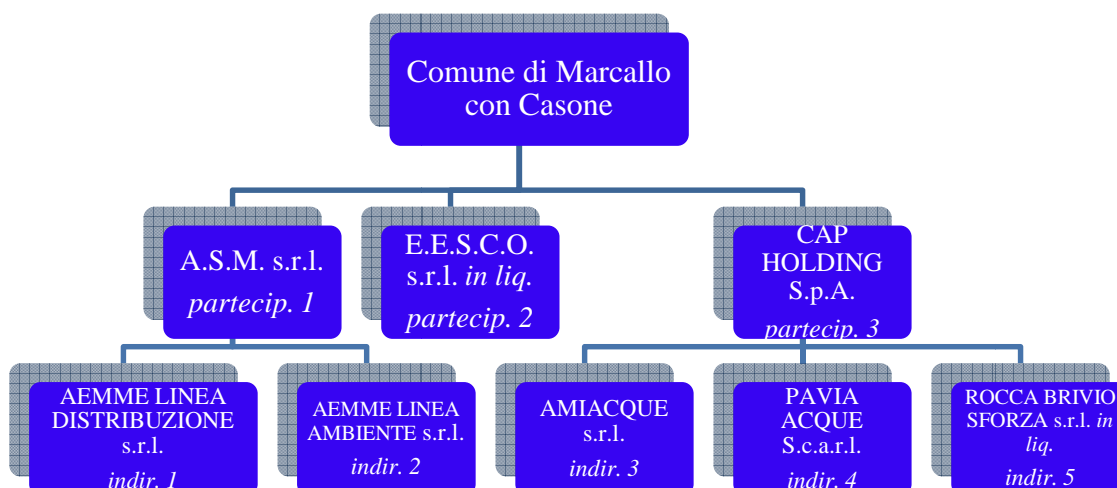 Comune di Marcallo
con Casone
A.S.M. s.r.l.
partecip. 1
E.E.S.C.O.
s.r.l. in liq.
partecip. 2
CAP
HOLDING
S.p.A.
partecip. 3
AEMME LINEA
DISTRIBUZIONE
s.r.l.
indir. 1
AEMME LINEA
AMBIENTE s.r.l.
indir. 2
AMIACQUE
s.r.l.
indir. 3
PAVIA
ACQUE
S.c.a.r.l.
indir. 4
ROCCA BRIVIO
SFORZA s.r.l. in
liq.
indir. 5